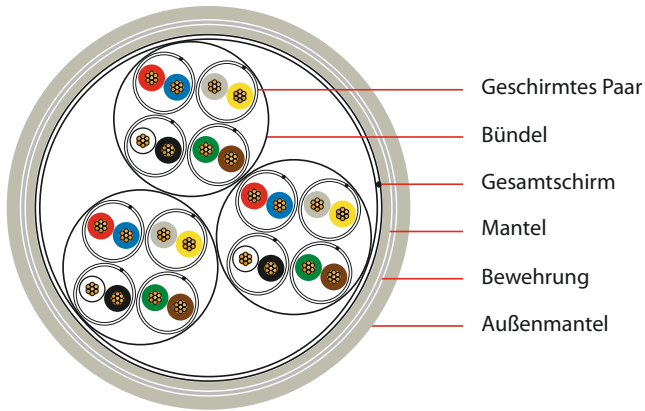 Geschirmtes Paar
Bündel
Gesamtschirm
Mantel
Bewehrung
Außenmantel